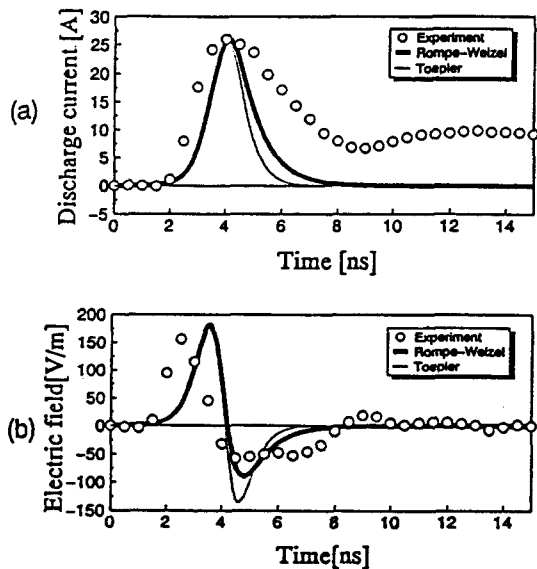 (a)
Discharge current [A]
30
25
20
15
10
5
0
-5
Experiment
Rompe-Weizel
Toepler
0 2 4 6 8 10 12 14
Time [ns]
(b)
Electric field[V/m]
200
150
100
50
0
-50
-100
-150
Experiment
Rompe-Weizel
Toepler
0 2 4 6 8 10 12 14
Time[ns]